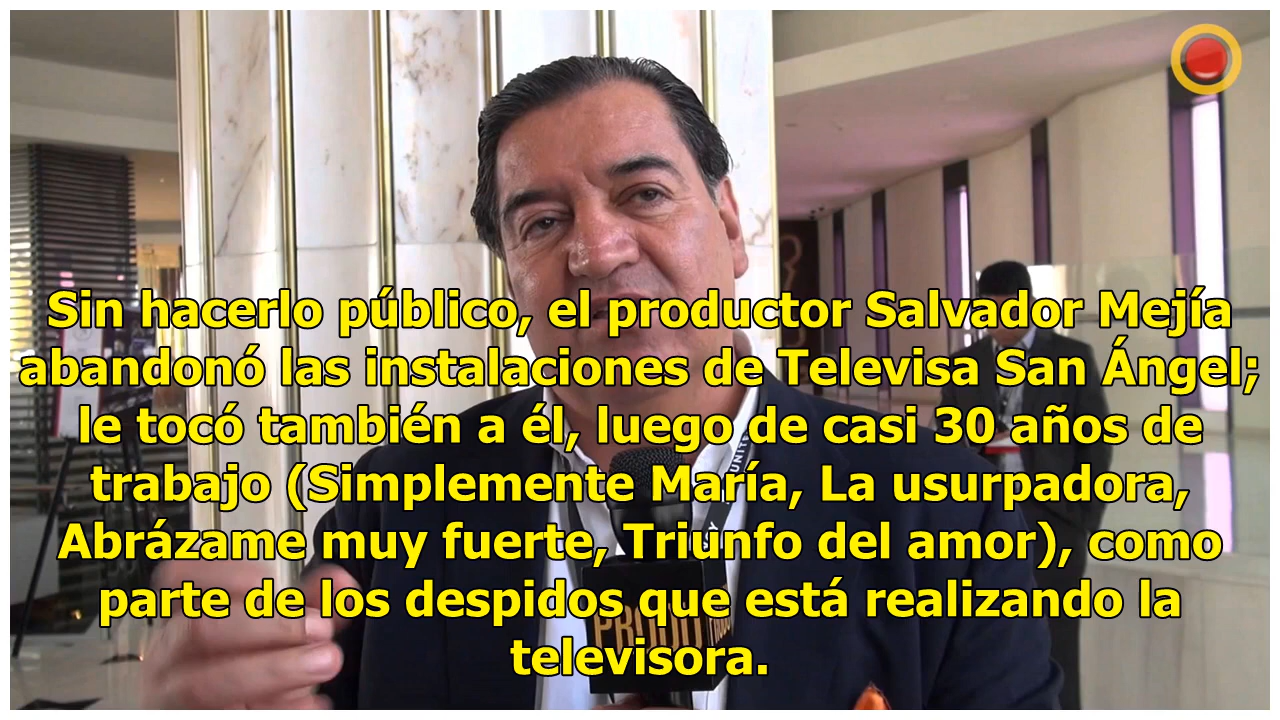 Sin hacerlo público, el productor Salvador Mejía
abandonó las instalaciones de Televisa San Ángel;
le tocó también a él, luego de casi 30 años de
trabajo (Simplemente María, La usurpadora,
Abrázame muy fuerte, Triunfo del amor), como
parte de los despidos que está realizando la
televisora.